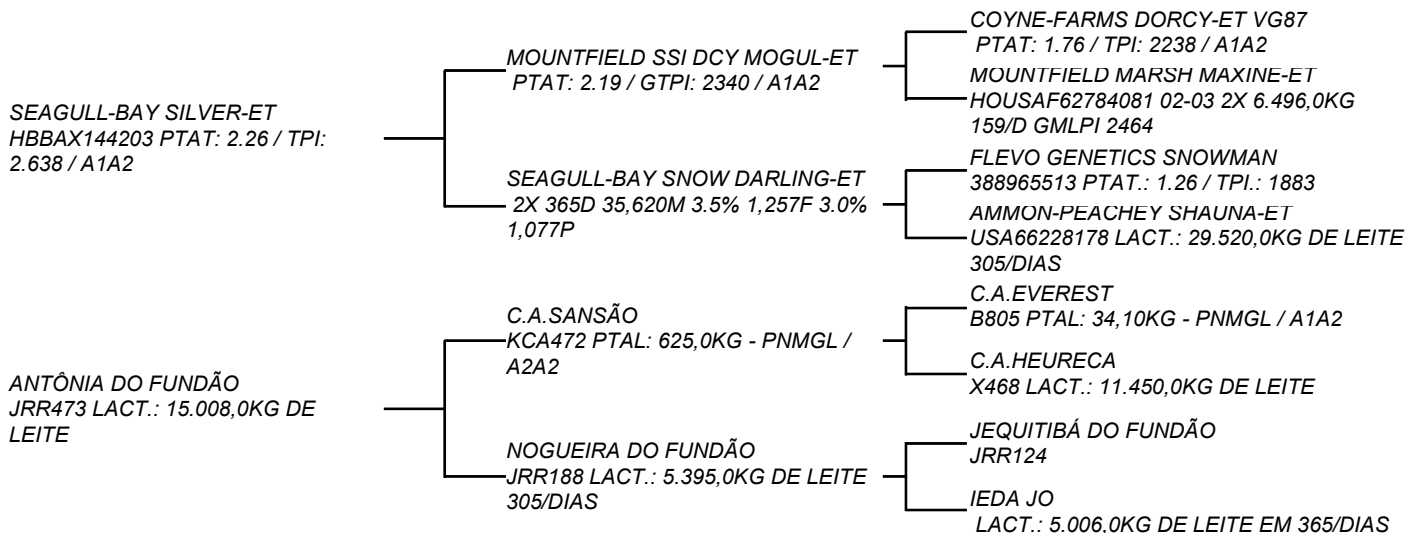 SEAGULL-BAY SILVER-ET
HBBAX144203 PTAT: 2.26 / TPI:
2.638 / A1A2
ANTÔNIA DO FUNDÃO
JRR473 LACT.: 15.008,0KG DE
LEITE
MOUNTFIELD SSI DCY MOGUL-ET
PTAT: 2.19 / GTPI: 2340 / A1A2
SEAGULL-BAY SNOW DARLING-ET
2X 365D 35,620M 3.5% 1,257F 3.0%
1,077P
C.A.SANSÃO
KCA472 PTAL: 625,0KG - PNMGL /
A2A2
NOGUEIRA DO FUNDÃO
JRR188 LACT.: 5.395,0KG DE LEITE
305/DIAS
COYNE-FARMS DORCY-ET VG87
PTAT: 1.76 / TPI: 2238 / A1A2
MOUNTFIELD MARSH MAXINE-ET
HOUSAF62784081 02-03 2X 6.496,0KG
159/D GMLPI 2464
FLEVO GENETICS SNOWMAN
388965513 PTAT.: 1.26 / TPI.: 1883
AMMON-PEACHEY SHAUNA-ET
USA66228178 LACT.: 29.520,0KG DE LEITE
305/DIAS
C.A.EVEREST
B805 PTAL: 34,10KG - PNMGL / A1A2
C.A.HEURECA
X468 LACT.: 11.450,0KG DE LEITE
JEQUITIBÁ DO FUNDÃO
JRR124
IEDA JO
LACT.: 5.006,0KG DE LEITE EM 365/DIAS